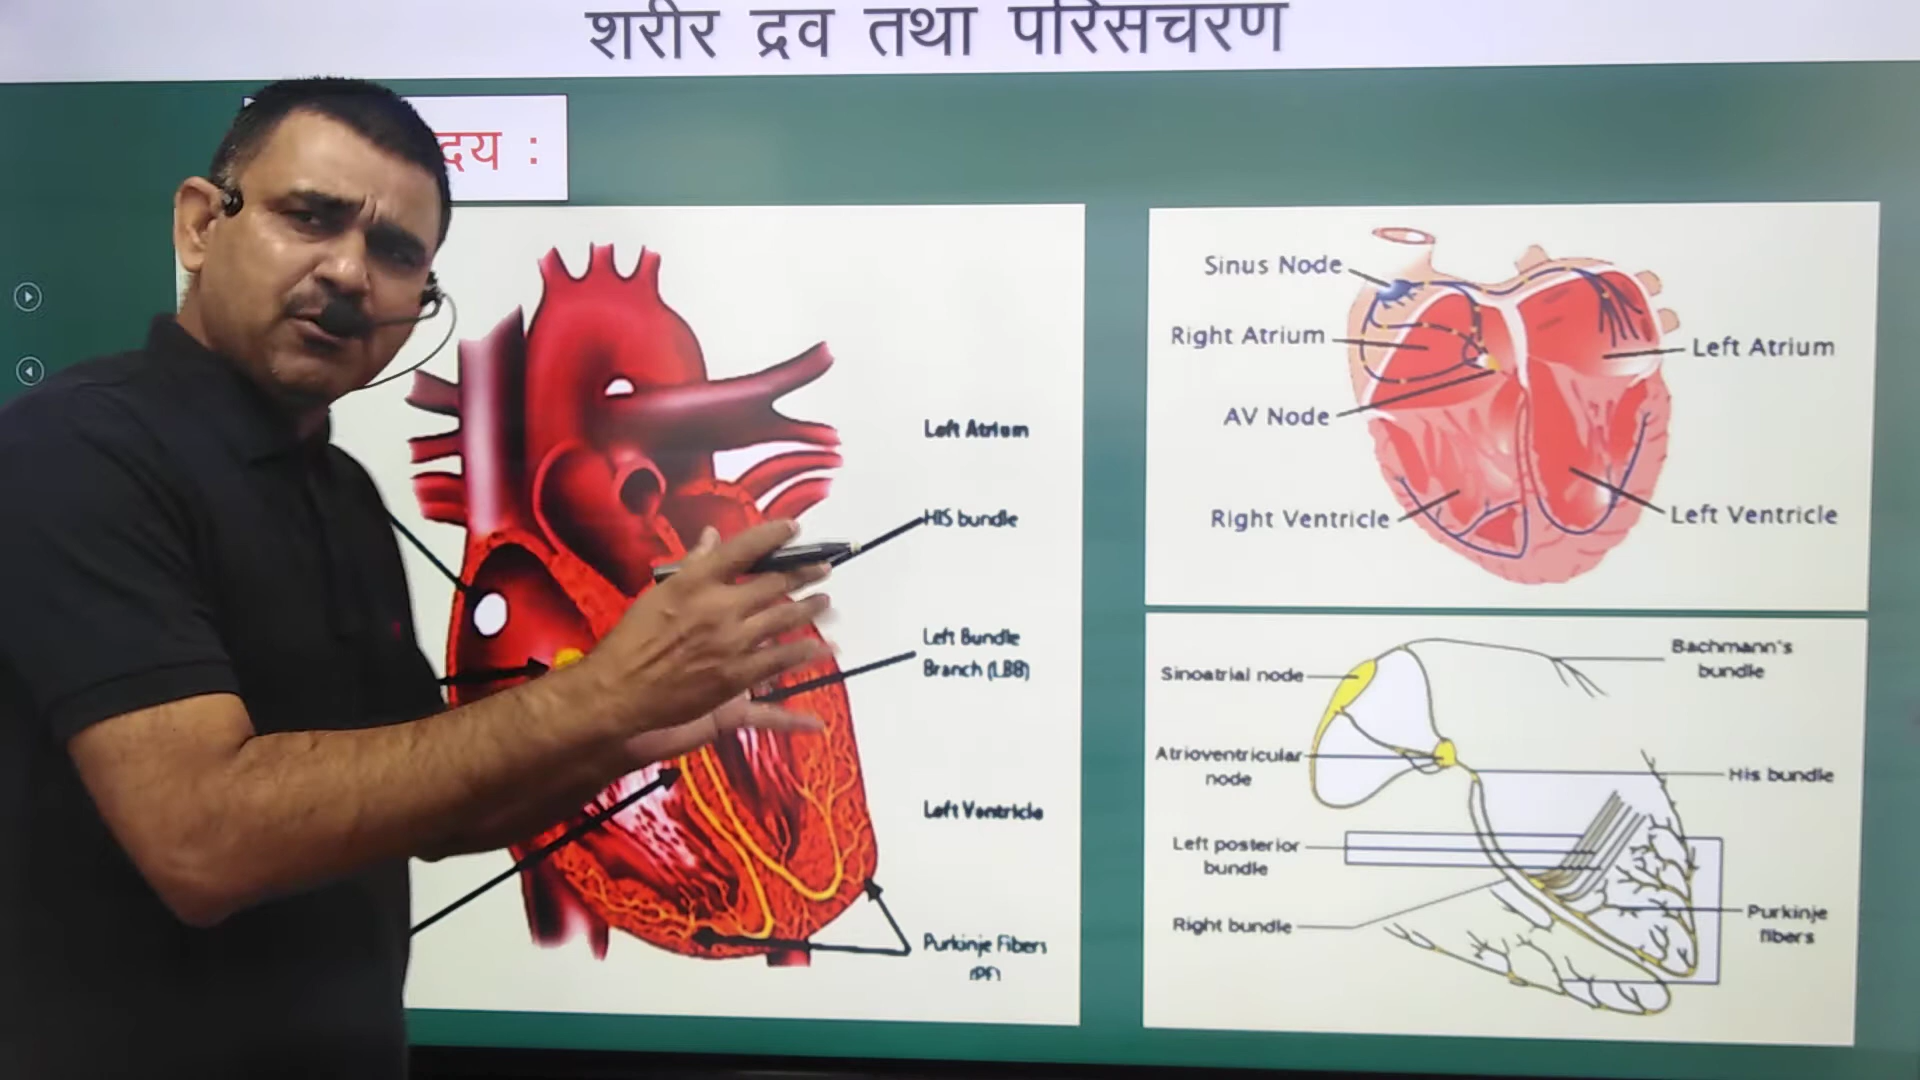 शरीर द्रव तथा परिसचरण
दय :
Left Atrium
HIS bundle
Left Bundle
Branch (LBB)
Left Ventricle
Purkinje Fibers
(PF)
Sinus Node
Right Atrium
AV Node
Right Ventricle
Left Atrium
Left Ventricle
Sinoatrial node
Atrioventricular
node
Left posterior
bundle
Right bundle
Bachmann's
bundle
His bundle
Purkinje
fibers